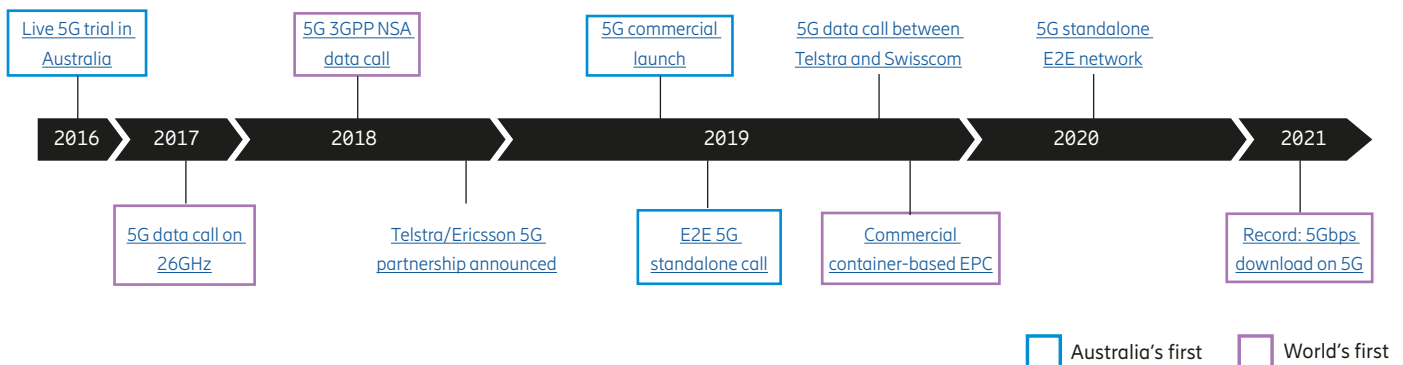 Live 5G trial in
Australia
5G 3GPP NSA
data call
5G commercial
launch
5G data call between
Telstra and Swisscom
5G standalone
E2E network
2016
2017
2018
2019
2020
2021
5G data call on
26GHz
Telstra/Ericsson 5G
partnership announced
E2E 5G
standalone call
Commercial
container-based EPC
Record: 5Gbps
download on 5G
Australia's first
World's first